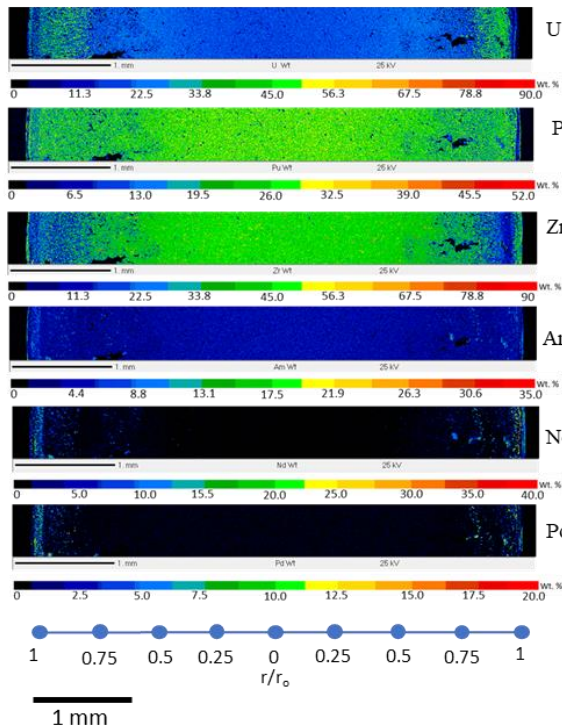 U
1. mm U Wt 25 kV
0 11.3 22.5 33.8 45.0 56.3 67.5 78.8 90.0 Wt. %
P
1. mm Pu Wt 25 kV
0 6.5 13.0 19.5 26.0 32.5 39.0 45.5 52.0 Wt. %
Zr
1. mm Zr Wt 25 kV
0 11.3 22.5 33.8 45.0 56.3 67.5 78.8 90 Wt. %
Ar
1. mm Am Wt 25 kV
0 4.4 8.8 13.1 17.5 21.9 26.3 30.6 35.0 Wt. %
No
1. mm Nd Wt 25 kV
0 5.0 10.0 15.5 20.0 25.0 30.0 35.0 40.0 Wt. %
Po
1. mm Pd Wt 25 kV
0 2.5 5.0 7.5 10.0 12.5 15.0 17.5 20.0 Wt. %
1 0.75 0.5 0.25 0 0.25 0.5 0.75 1
r/r₀
1 mm